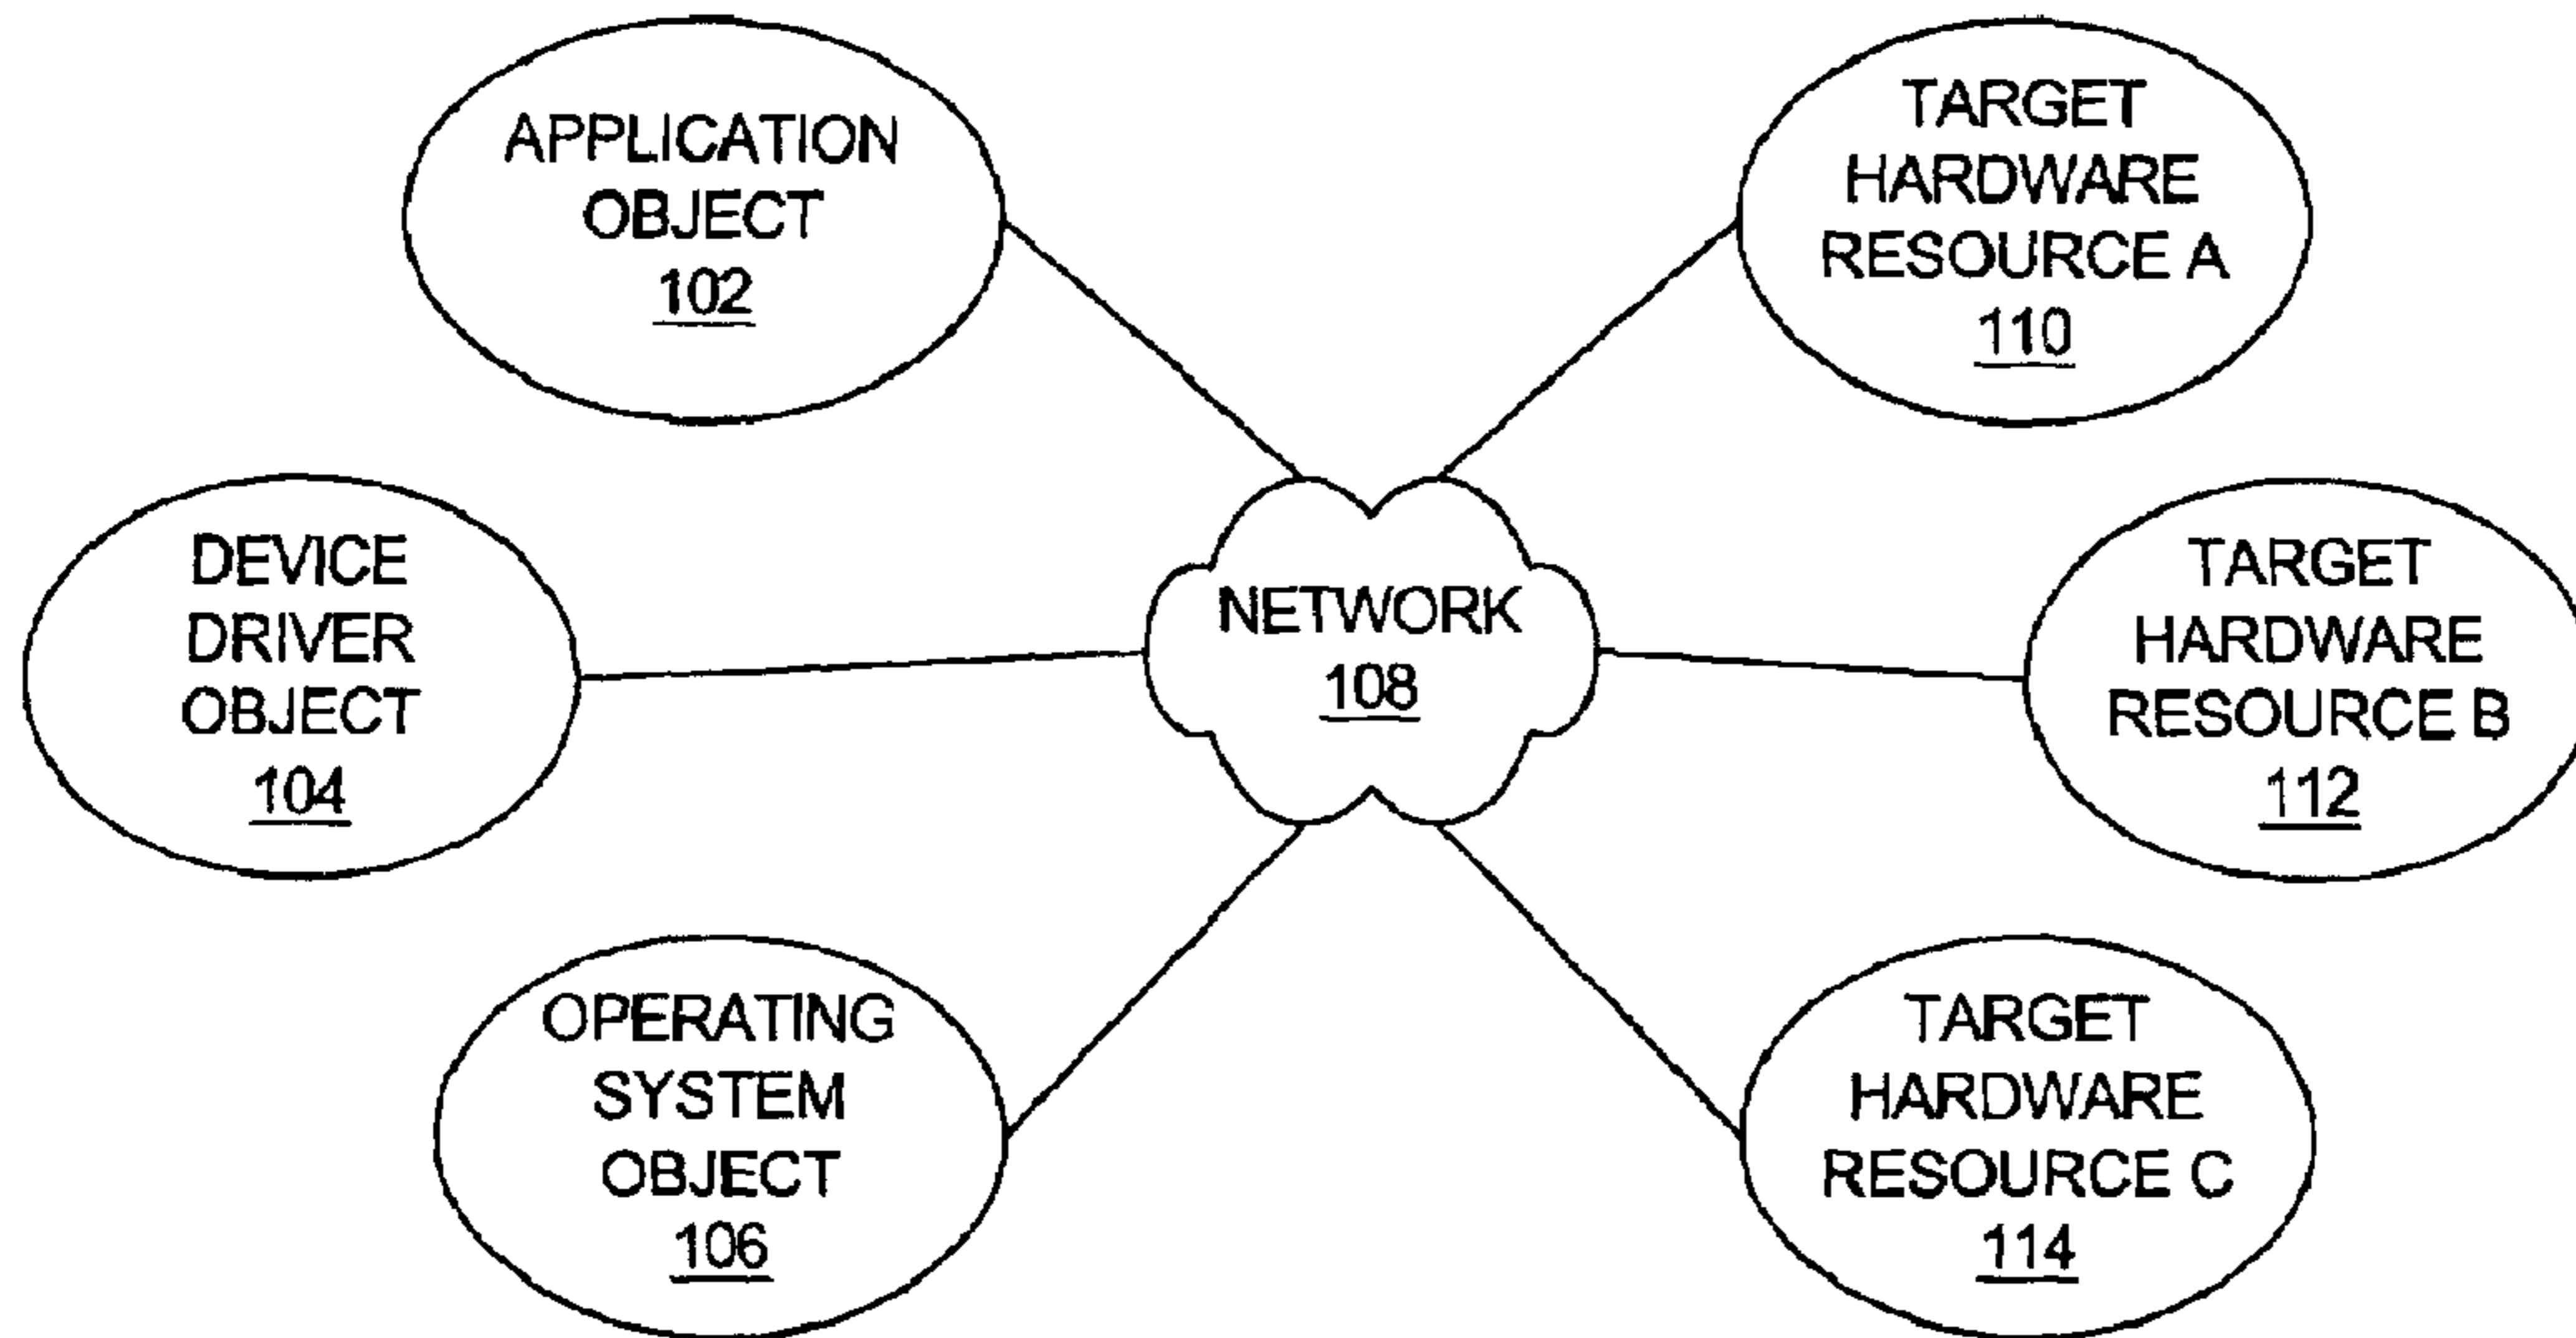 APPLICATION
OBJECT
102
TARGET
HARDWARE
RESOURCE A
110
DEVICE
DRIVER
OBJECT
104
NETWORK
108
TARGET
HARDWARE
RESOURCE B
112
OPERATING
SYSTEM
OBJECT
106
TARGET
HARDWARE
RESOURCE C
114